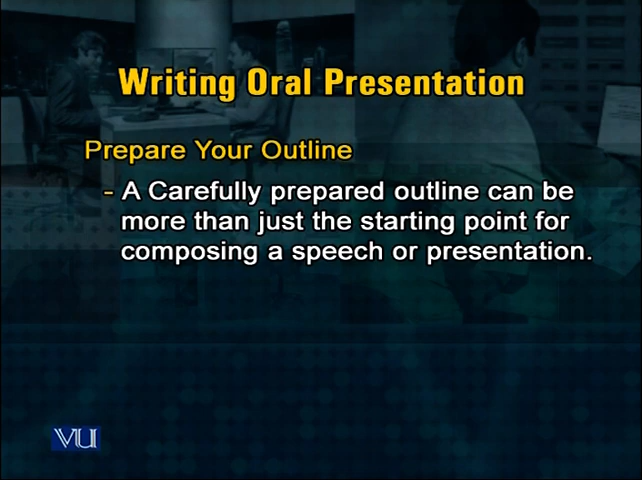 Writing Oral Presentation
Prepare Your Outline
- A Carefully prepared outline can be
more than just the starting point for
composing a speech or presentation.
VU